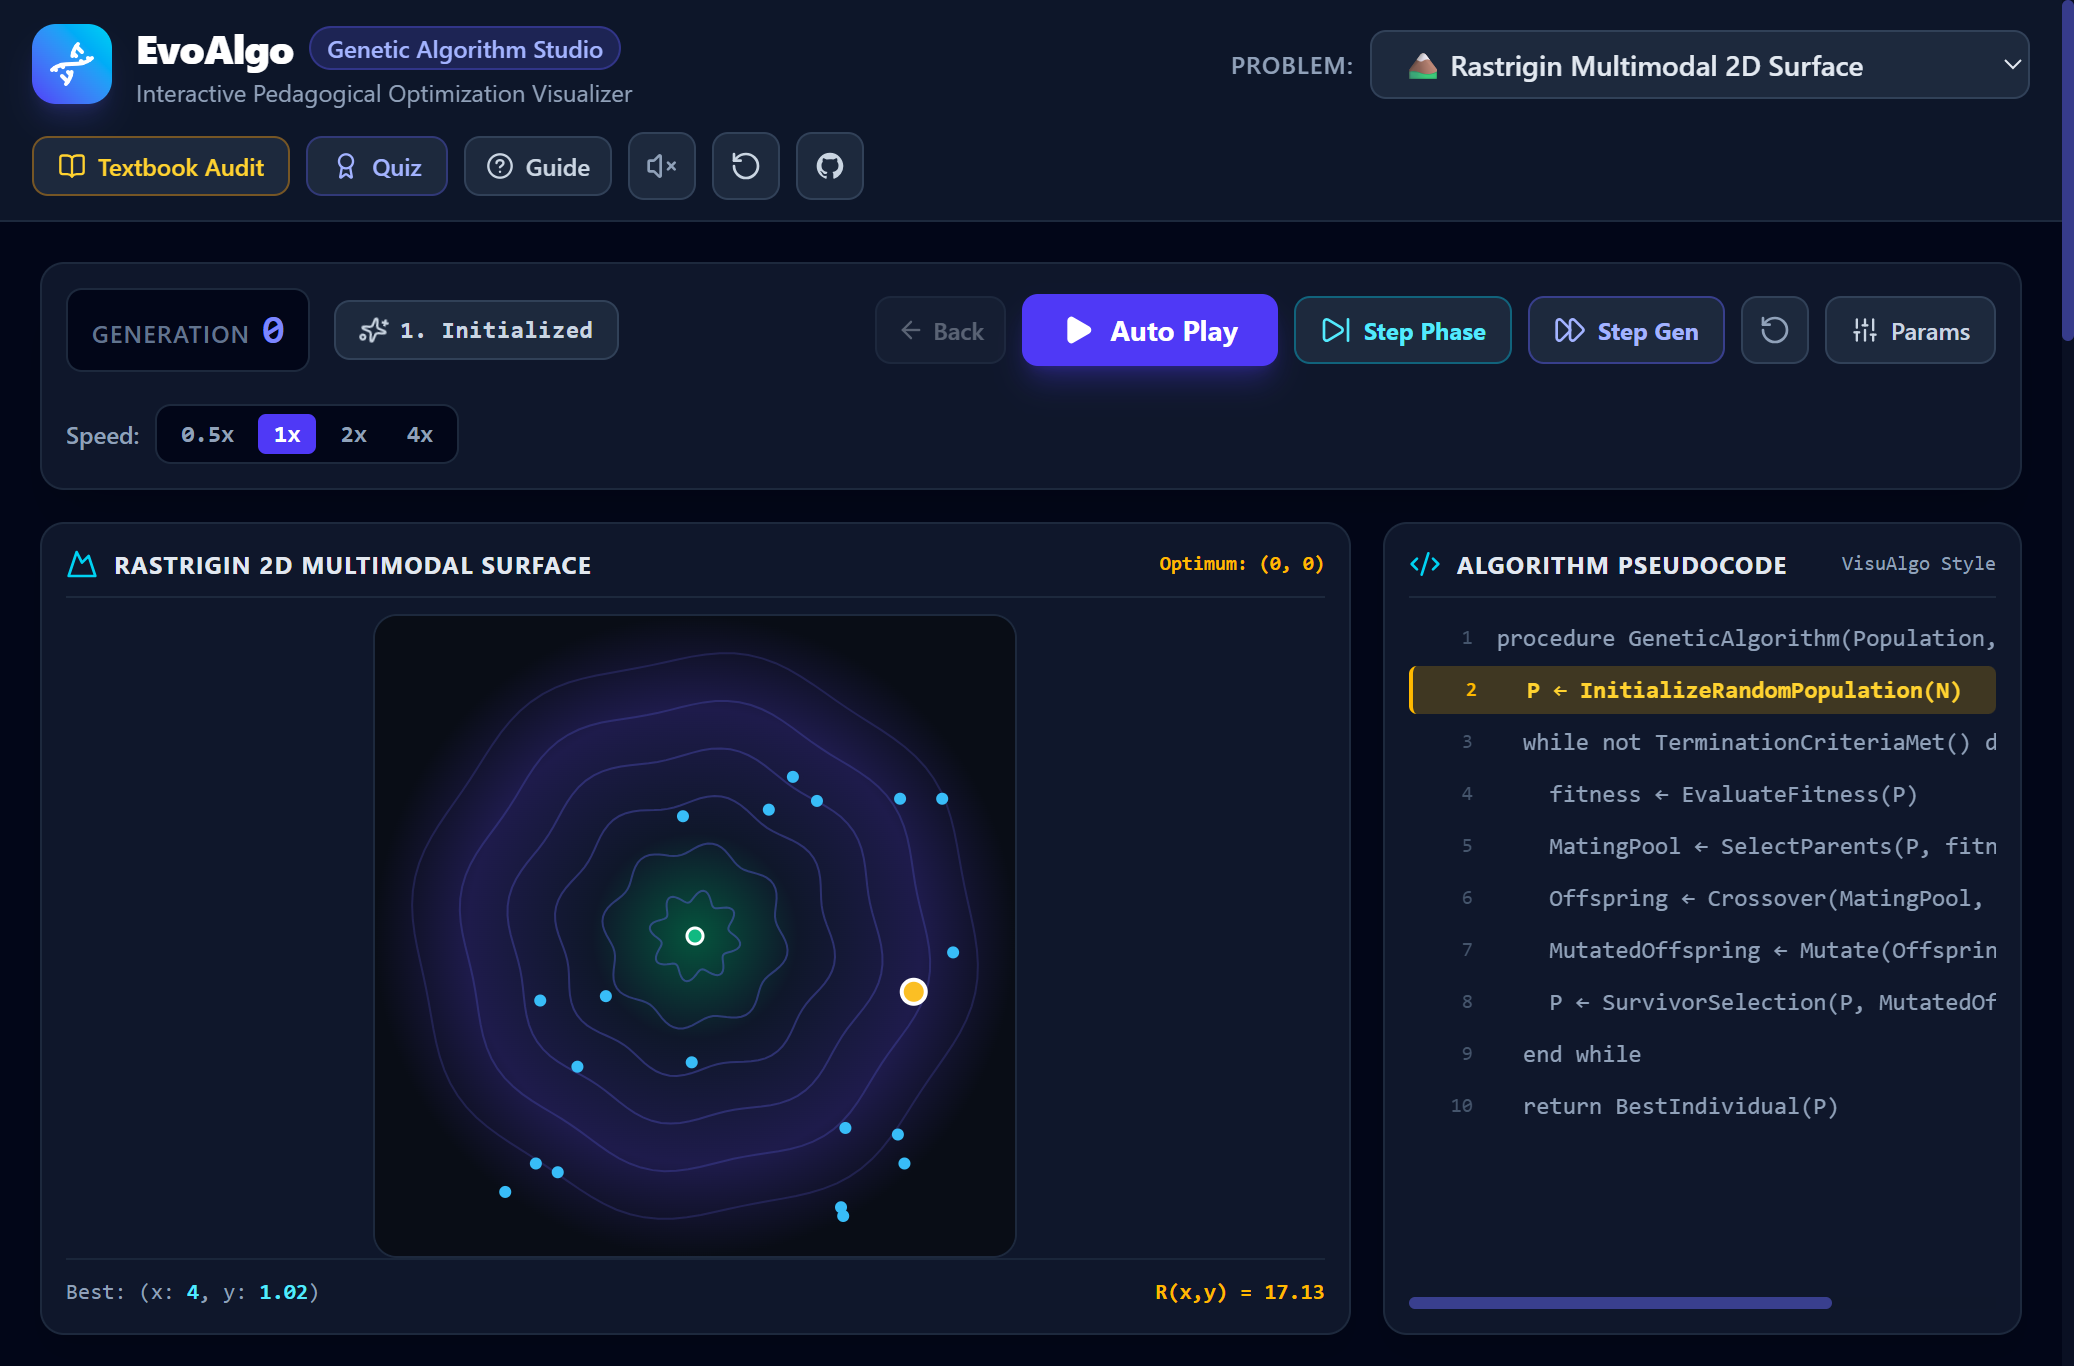 EvoAlgo Genetic Algorithm Studio
Interactive Pedagogical Optimization Visualizer
PROBLEM: Rastrigin Multimodal 2D Surface
Textbook Audit Quiz Guide
GENERATION 0 1. Initialized Back Auto Play Step Phase Step Gen Params
Speed: 0.5x 1x 2x 4x
RASTRIGIN 2D MULTIMODAL SURFACE Optimum: (0, 0)
Best: (x: 4, y: 1.02) R(x,y) = 17.13
ALGORITHM PSEUDOCODE VisuAlgo Style
1 procedure GeneticAlgorithm(Population,
2 P ← InitializeRandomPopulation(N)
3 while not TerminationCriteriaMet() d
4 fitness ← EvaluateFitness(P)
5 MatingPool ← SelectParents(P, fitn
6 Offspring ← Crossover(MatingPool,
7 MutatedOffspring ← Mutate(Offsprin
8 P ← SurvivorSelection(P, MutatedOf
9 end while
10 return BestIndividual(P)